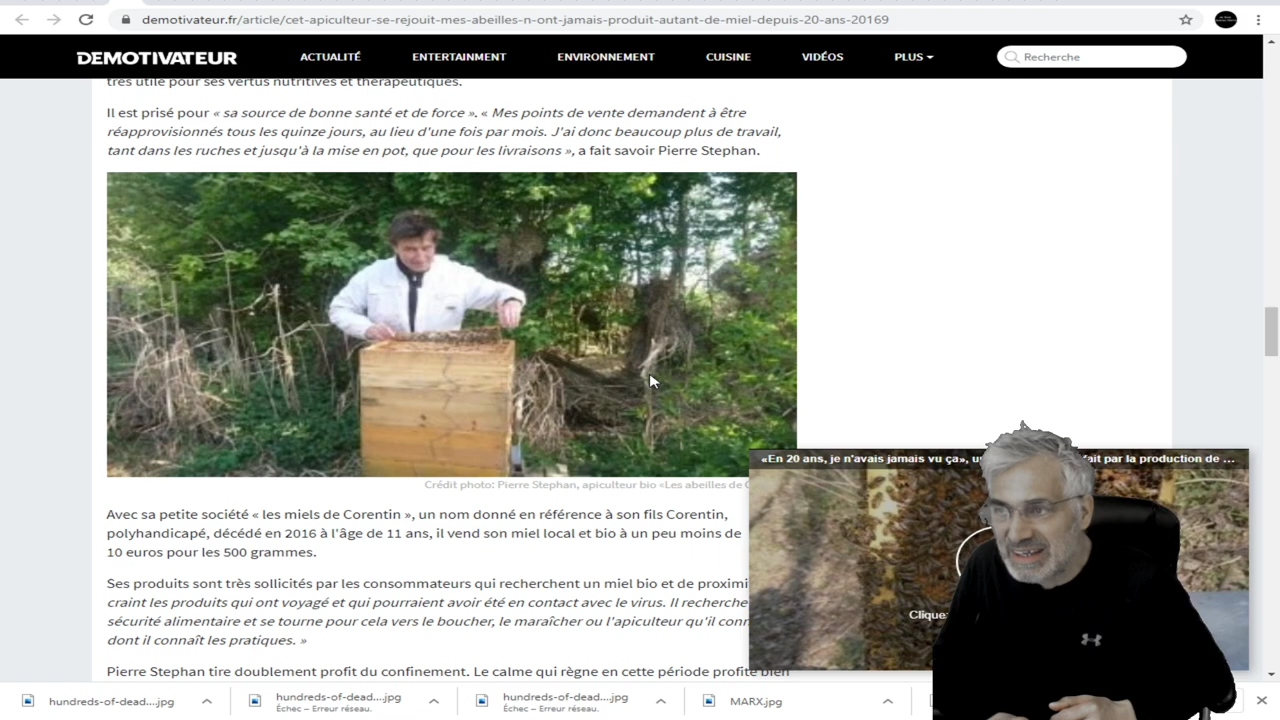 demotivateur.fr/article/cet-apiculteur-se-rejouit-mes-abeilles-n-ont-jamais-produit-autant-de-miel-depuis-20-ans-20169
DEMOTIVATEUR ACTUALITÉ ENTERTAINMENT ENVIRONNEMENT CUISINE VIDÉOS PLUS Recherche
très utile pour ses vertus nutritives et thérapeutiques.
Il est prisé pour « sa source de bonne santé et de force ». « Mes points de vente demandent à être
réapprovisionnés tous les quinze jours, au lieu d'une fois par mois. J'ai donc beaucoup plus de travail,
tant dans les ruches et jusqu'à la mise en pot, que pour les livraisons », a fait savoir Pierre Stephan.
Crédit photo: Pierre Stephan, apiculteur bio «Les abeilles de
«En 20 ans, je n'avais jamais vu ça», fait par la production de ...
Avec sa petite société « les miels de Corentin », un nom donné en référence à son fils Corentin,
polyhandicapé, décédé en 2016 à l'âge de 11 ans, il vend son miel local et bio à un peu moins de
10 euros pour les 500 grammes.
Ses produits sont très sollicités par les consommateurs qui recherchent un miel bio et de
craint les produits qui ont voyagé et qui pourraient avoir été en contact avec le virus. Il recherche
sécurité alimentaire et se tourne pour cela vers le boucher, le maraîcher ou l'apiculteur qu'il
dont il connaît les pratiques. »
Pierre Stephan tire doublement profit du confinement. Le calme qui règne en cette période profite bien
hundreds-of-dead....jpg
hundreds-of-dead....jpg
Échec – Erreur réseau.
hundreds-of-dead....jpg
Échec – Erreur réseau.
MARX.jpg